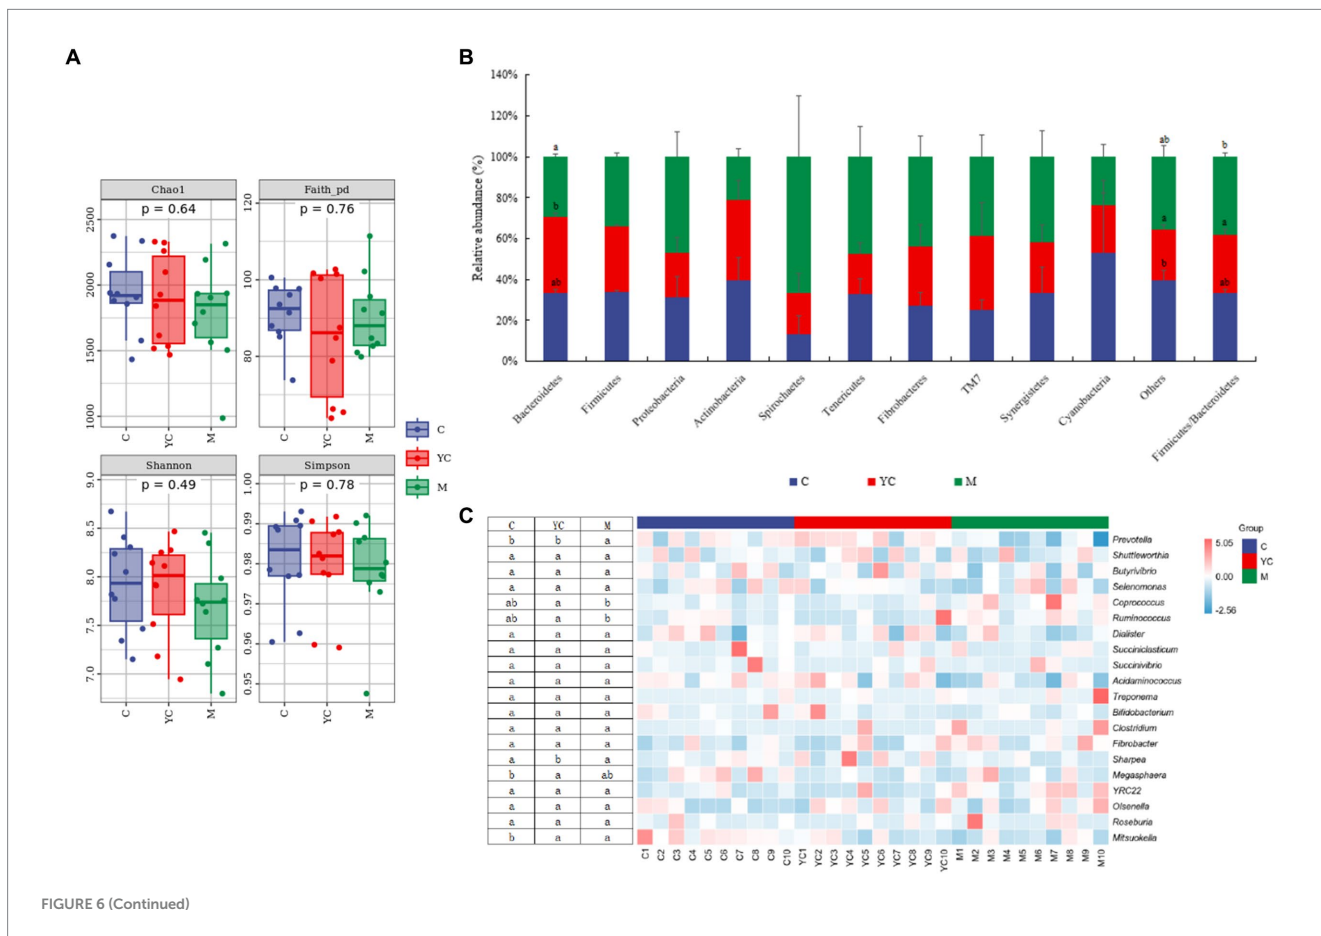 A
Chao1
p = 0.64
2500
2000
1500
1000
C
YC
M
Faith_pd
p = 0.76
120
100
80
C
YC
M
Shannon
p = 0.49
9.0
8.5
8.0
7.5
7.0
C
YC
M
Simpson
p = 0.78
1.00
0.99
0.98
0.97
0.96
0.95
C
YC
M
C
YC
M
B
Relative abundance (%)
140%
120%
100%
80%
60%
40%
20%
0%
a
b
ab
ab
a
b
b
a
ab
Bacteroidetes
Firmicutes
Proteobacteria
Actinobacteria
Spirochaetes
Tenericutes
Fibrobacteres
TM7
Synergistetes
Cyanobacteria
Others
Firmicutes/Bacteroidetes
C YC M
C
C YC M
b b a Prevotella
a a a Shuttleworthia
a a a Butyrivibrio
a a a Selenomonas
ab a b Coprococcus
ab a b Ruminococcus
a a a Dialister
a a a Succiniclasticum
a a a Succinivibrio
a a a Acidaminococcus
a a a Treponema
a a a Bifidobacterium
a a a Clostridium
a a a Fibrobacter
a b a Sharpea
b a ab Megasphaera
a a a YRC22
a a a Olsenella
a a a Roseburia
b a a Mitsuokella
C1 C2 C3 C4 C5 C6 C7 C8 C9 C10 YC1 YC2 YC3 YC4 YC5 YC6 YC7 YC8 YC9 YC10 M1 M2 M3 M4 M5 M6 M7 M8 M9 M10
5.05
0.00
-2.56
Group
C
YC
M
FIGURE 6 (Continued)